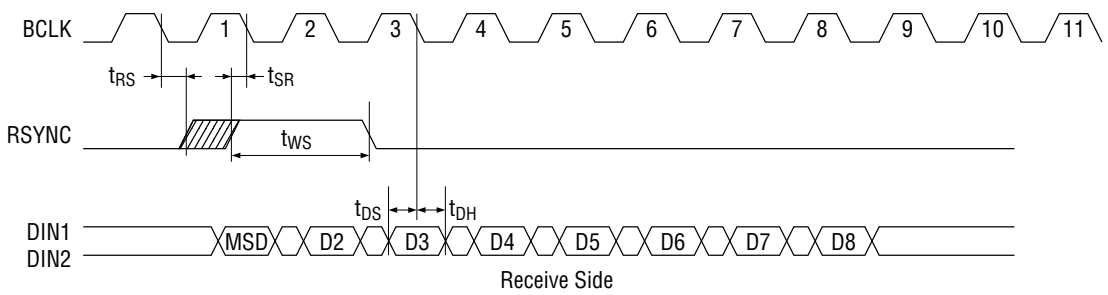 BCLK 1 2 3 4 5 6 7 8 9 10 11
tRS tSR
RSYNC
tWS
tDS tDH
DIN1
DIN2
MSD D2 D3 D4 D5 D6 D7 D8
Receive Side